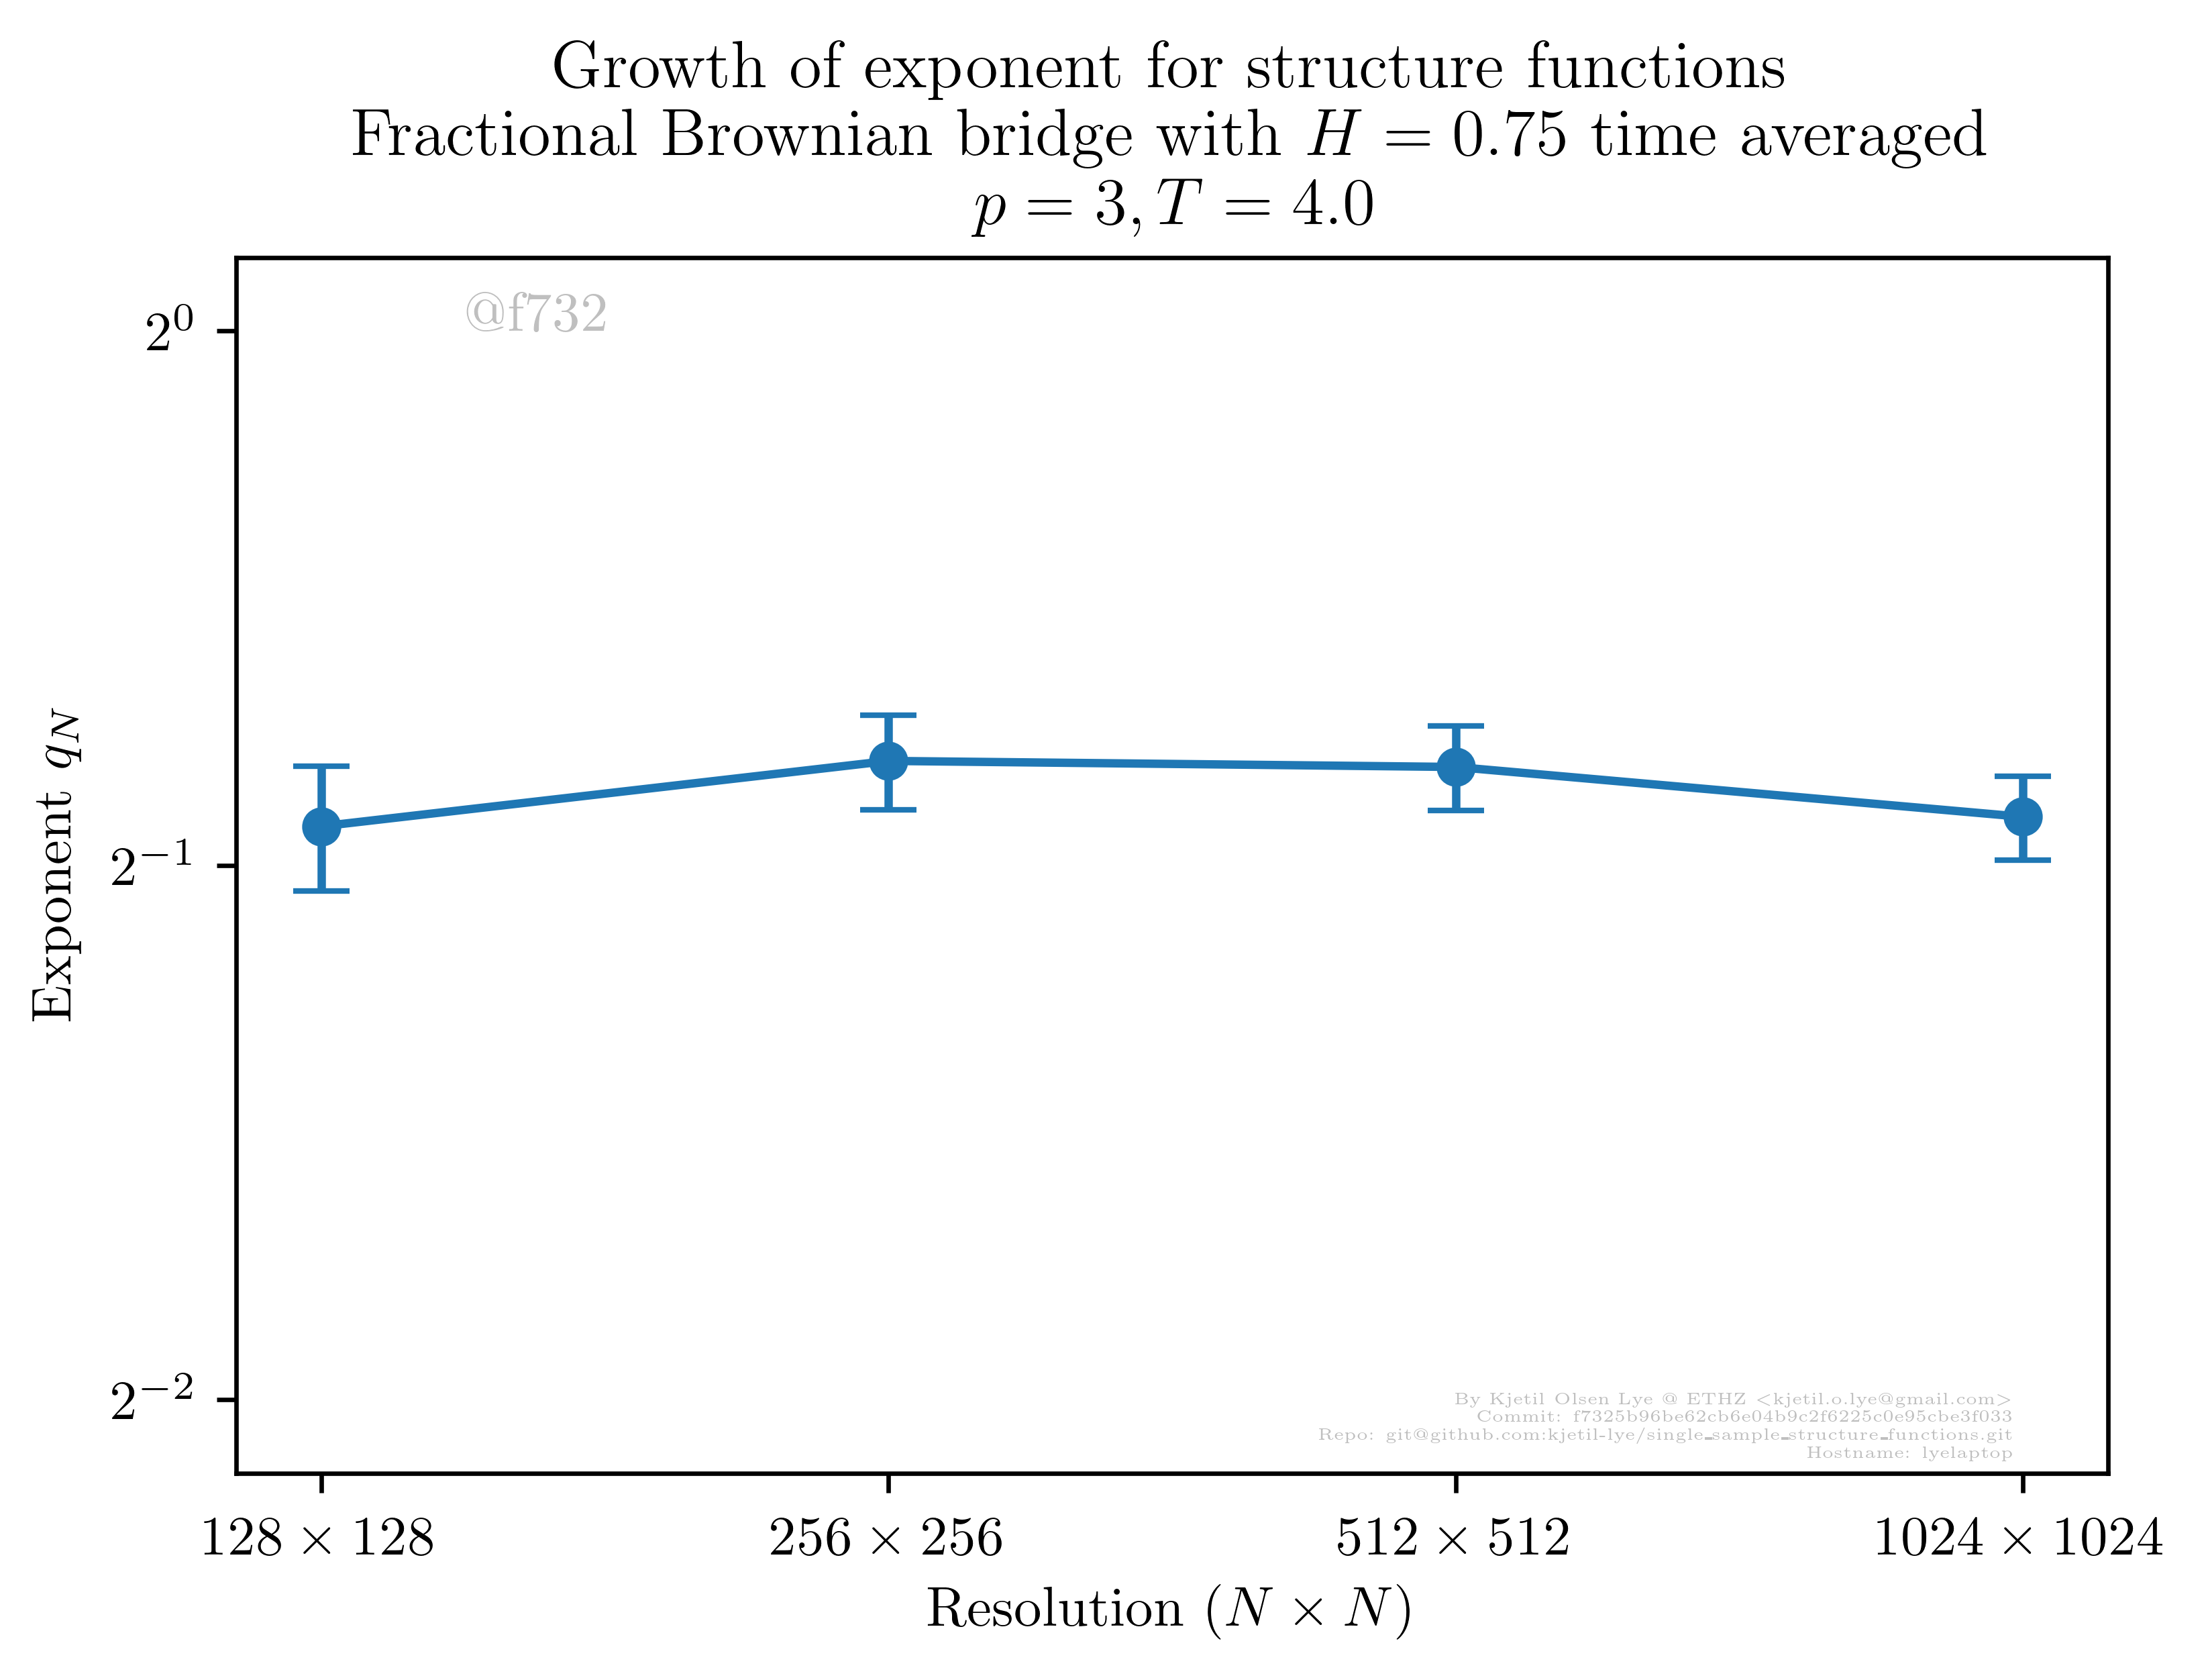 Growth of exponent for structure functions
Fractional Brownian bridge with H = 0.75 time averaged
p = 3, T = 4.0
@f732
2⁰
2⁻¹
2⁻²
Exponent q_N
By Kjetil Olsen Lye @ ETHZ <kjetil.o.lye@gmail.com>
Commit: f7325b96be62cb6e04b9c2f6225c0e95cbe3f033
Repo: git@github.com:kjetil-lye/single_sample_structure_functions.git
Hostname: lyelaptop
128 × 128
256 × 256
512 × 512
1024 × 1024
Resolution (N × N)